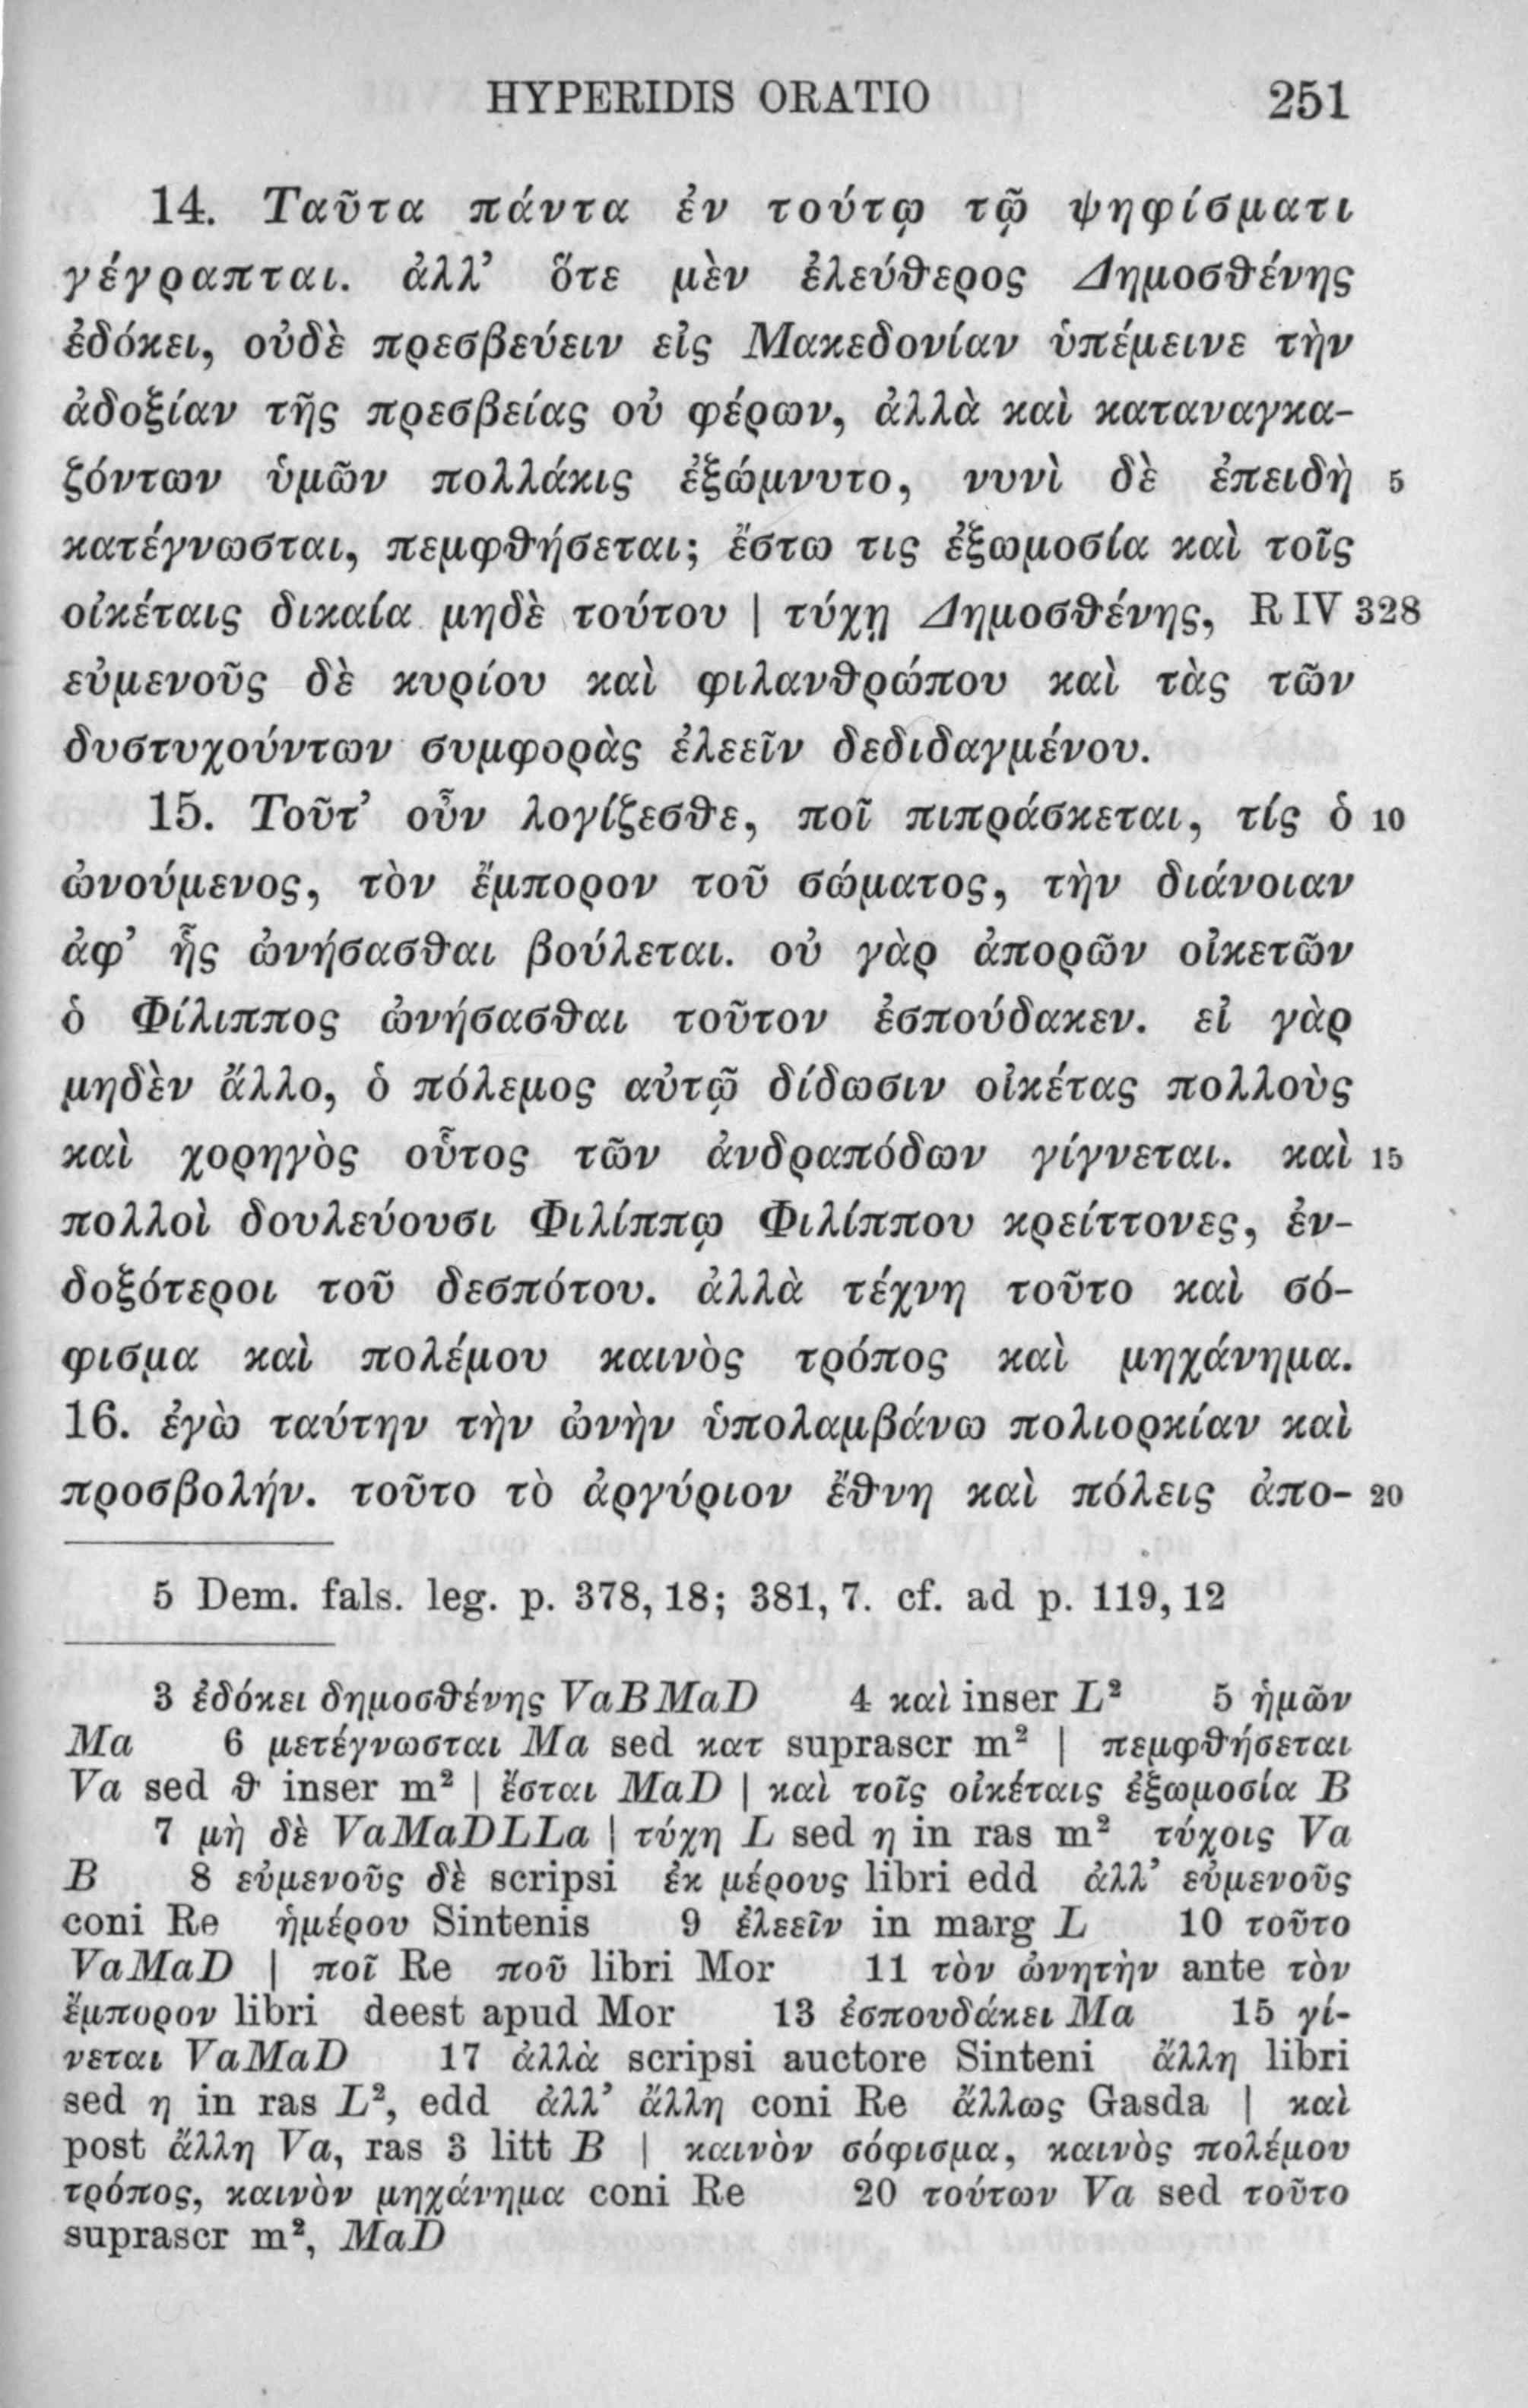 HYPERIDIS ORATIO 251
14. Ταῦτα πάντα ἐν τούτῳ τῷ ψηφίσματι
γέγραπται. ἀλλ’ ὅτε μὲν ἐλεύθερος Δημοσθένης
ἐδόκει, οὐδὲ πρεσβεύειν εἰς Μακεδονίαν ὑπέμεινε τὴν
ἀδοξίαν τῆς πρεσβείας οὐ φέρων, ἀλλὰ καὶ καταναγκα-
ζόντων ὑμῶν πολλάκις ἐξώμνυτο, νυνὶ δὲ ἐπειδὴ 5
κατέγνωσται, πεμφθήσεται; ἔστω τις ἐξωμοσία καὶ τοῖς
οἰκέταις δικαία μηδὲ τούτου | τύχῃ Δημοσθένης, R IV 328
εὐμενοῦς δὲ κυρίου καὶ φιλανθρώπου καὶ τὰς τῶν
δυστυχούντων συμφορὰς ἐλεεῖν δεδιδαγμένου.
15. Τοῦτ’ οὖν λογίζεσθε, ποῖ πιπράσκεται, τίς ὁ 10
ὠνούμενος, τὸν ἔμπορον τοῦ σώματος, τὴν διάνοιαν
ἀφ’ ἧς ὠνήσασθαι βούλεται. οὐ γὰρ ἀπορῶν οἰκετῶν
ὁ Φίλιππος ὠνήσασθαι τοῦτον ἐσπούδακεν. εἰ γὰρ
μηδὲν ἄλλο, ὁ πόλεμος αὐτῷ δίδωσιν οἰκέτας πολλοὺς
καὶ χορηγὸς οὗτος τῶν ἀνδραπόδων γίγνεται. καὶ 15
πολλοὶ δουλεύουσι Φιλίππῳ Φιλίππου κρείττονες, ἐν-
δοξότεροι τοῦ δεσπότου. ἀλλὰ τέχνη τοῦτο καὶ σό-
φισμα καὶ πολέμου καινὸς τρόπος καὶ μηχάνημα.
16. ἐγὼ ταύτην τὴν ὠνὴν ὑπολαμβάνω πολιορκίαν καὶ
προσβολήν. τοῦτο τὸ ἀργύριον ἔθνη καὶ πόλεις ἀπο- 20
5 Dem. fals. leg. p. 378, 18; 381, 7. cf. ad p. 119, 12
3 ἐδόκει δημοσθένης VaBMaD 4 καὶ inser L² 5 ἡμῶν
Ma 6 μετέγνωσται Ma sed κατ suprascr m² | πεμφθήσεται
Va sed θ inser m² | ἔσται MaD | καὶ τοῖς οἰκέταις ἐξωμοσία B
7 μὴ δὲ VaMaDLLa | τύχη L sed η in ras m² τύχοις Va
B 8 εὐμενοῦς δὲ scripsi ἐκ μέρους libri edd ἀλλ’ εὐμενοῦς
coni Re ἡμέρου Sintenis 9 ἐλεεῖν in marg L 10 τοῦτο
VaMaD | ποῖ Re ποῦ libri Mor 11 τὸν ὠνητὴν ante τὸν
ἔμπορον libri deest apud Mor 13 ἐσπουδάκει Ma 15 γί-
νεται VaMaD 17 ἀλλὰ scripsi auctore Sinteni ἄλλη libri
sed η in ras L², edd ἀλλ’ ἄλλη coni Re ἄλλως Gasda | καὶ
post ἄλλη Va, ras 3 litt B | καινὸν σόφισμα, καινὸς πολέμου
τρόπος, καινὸν μηχάνημα coni Re 20 τούτων Va sed τοῦτο
suprascr m², MaD